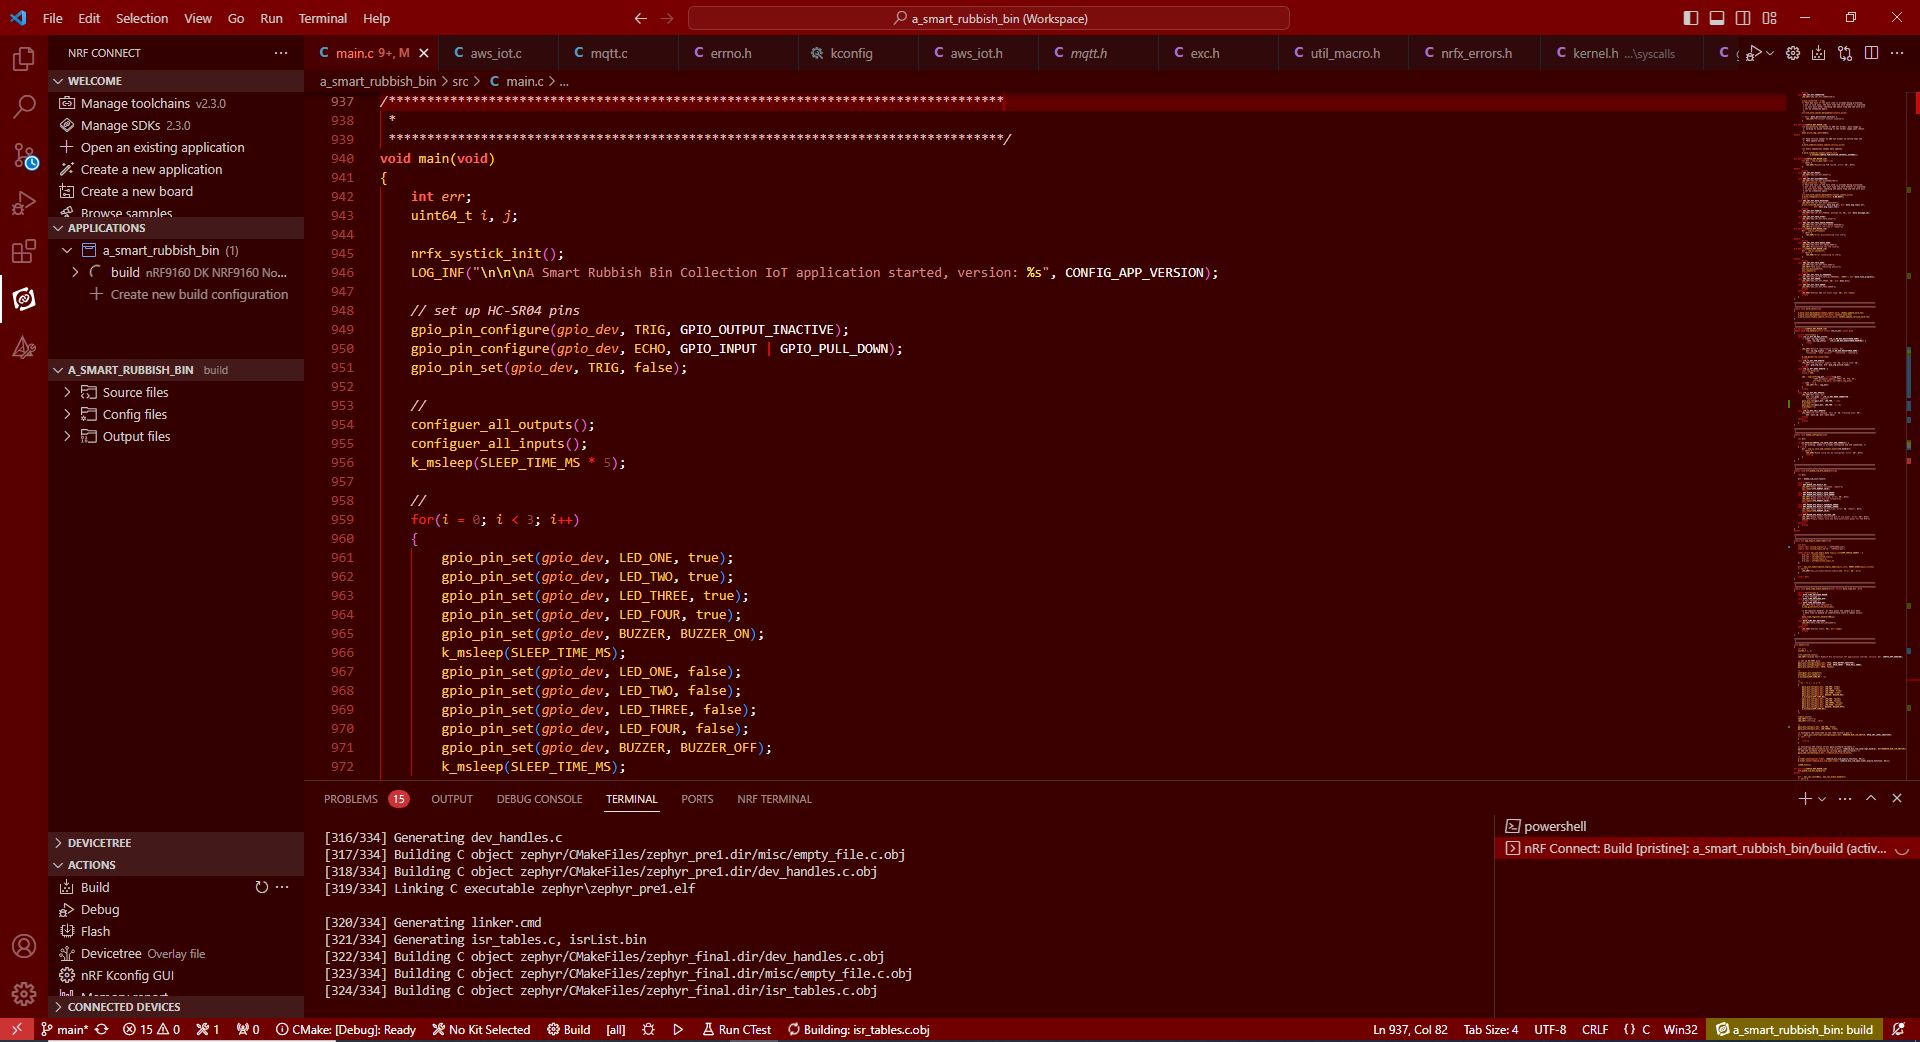 File Edit Selection View Go Run Terminal Help
a_smart_rubbish_bin (Workspace)
NRF CONNECT
main.c 9+, M
aws_iot.c
mqtt.c
errno.h
kconfig
aws_iot.h
mqtt.h
exc.h
util_macro.h
nrfx_errors.h
kernel.h ...\syscalls
a_smart_rubbish_bin > src > C main.c > ...
WELCOME
Manage toolchains v2.3.0
Manage SDKs 2.3.0
Open an existing application
Create a new application
Create a new board
Browse samples
APPLICATIONS
a_smart_rubbish_bin (1)
build nRF9160 DK NRF9160 No...
Create new build configuration
A_SMART_RUBBISH_BIN build
Source files
Config files
Output files
DEVICETREE
ACTIONS
Build
Debug
Flash
Devicetree Overlay file
nRF Kconfig GUI
Memory report
CONNECTED DEVICES
937 /********************************************************************************
938 *
939 ********************************************************************************/
940 void main(void)
941 {
942 int err;
943 uint64_t i, j;
944
945 nrfx_systick_init();
946 LOG_INF("\n\n\n\nA Smart Rubbish Bin Collection IoT application started, version: %s", CONFIG_APP_VERSION);
947
948 // set up HC-SR04 pins
949 gpio_pin_configure(gpio_dev, TRIG, GPIO_OUTPUT_INACTIVE);
950 gpio_pin_configure(gpio_dev, ECHO, GPIO_INPUT | GPIO_PULL_DOWN);
951 gpio_pin_set(gpio_dev, TRIG, false);
952
953 //
954 configuer_all_outputs();
955 configuer_all_inputs();
956 k_msleep(SLEEP_TIME_MS * 5);
957
958 //
959 for(i = 0; i < 3; i++)
960 {
961 gpio_pin_set(gpio_dev, LED_ONE, true);
962 gpio_pin_set(gpio_dev, LED_TWO, true);
963 gpio_pin_set(gpio_dev, LED_THREE, true);
964 gpio_pin_set(gpio_dev, LED_FOUR, true);
965 gpio_pin_set(gpio_dev, BUZZER, BUZZER_ON);
966 k_msleep(SLEEP_TIME_MS);
967 gpio_pin_set(gpio_dev, LED_ONE, false);
968 gpio_pin_set(gpio_dev, LED_TWO, false);
969 gpio_pin_set(gpio_dev, LED_THREE, false);
970 gpio_pin_set(gpio_dev, LED_FOUR, false);
971 gpio_pin_set(gpio_dev, BUZZER, BUZZER_OFF);
972 k_msleep(SLEEP_TIME_MS);
PROBLEMS 15 OUTPUT DEBUG CONSOLE TERMINAL PORTS NRF TERMINAL
[316/334] Generating dev_handles.c
[317/334] Building C object zephyr/CMakeFiles/zephyr_pre1.dir/misc/empty_file.c.obj
[318/334] Building C object zephyr/CMakeFiles/zephyr_pre1.dir/dev_handles.c.obj
[319/334] Linking C executable zephyr\zephyr_pre1.elf
[320/334] Generating linker.cmd
[321/334] Generating isr_tables.c, isrList.bin
[322/334] Building C object zephyr/CMakeFiles/zephyr_final.dir/dev_handles.c.obj
[323/334] Building C object zephyr/CMakeFiles/zephyr_final.dir/misc/empty_file.c.obj
[324/334] Building C object zephyr/CMakeFiles/zephyr_final.dir/isr_tables.c.obj
powershell
nRF Connect: Build [pristine]: a_smart_rubbish_bin/build (activ...
main* 15 0 1 0 CMake: [Debug]: Ready No Kit Selected Build [all] Run CTest Building: isr_tables.c.obj Ln 937, Col 82 Tab Size: 4 UTF-8 CRLF {} C Win32 a_smart_rubbish_bin: build